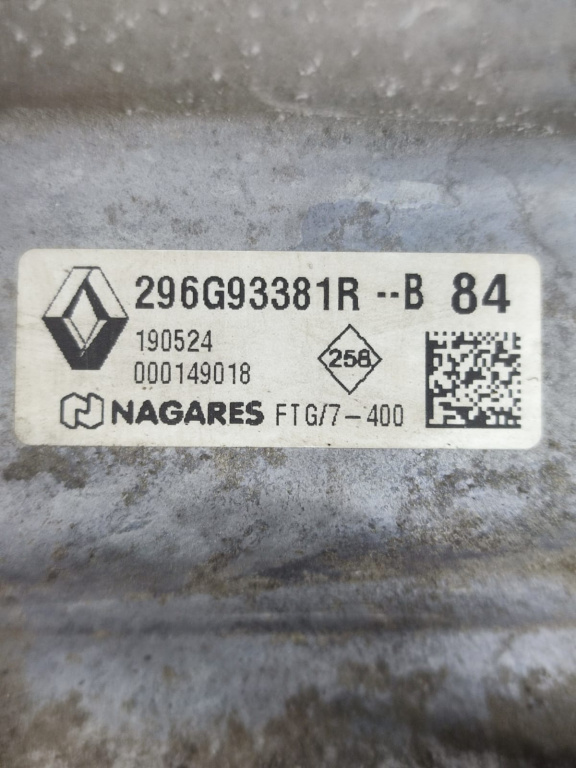 296G93381R --B 84
190524
258
000149018
NAGARES FTG/7-400